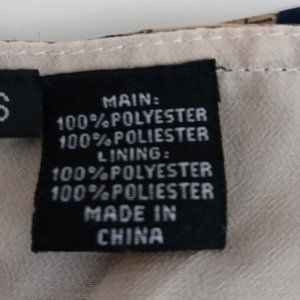 S
MAIN:
100%POLYESTER
100%POLIESTER
LINING:
100%POLYESTER
100%POLIESTER
MADE IN
CHINA